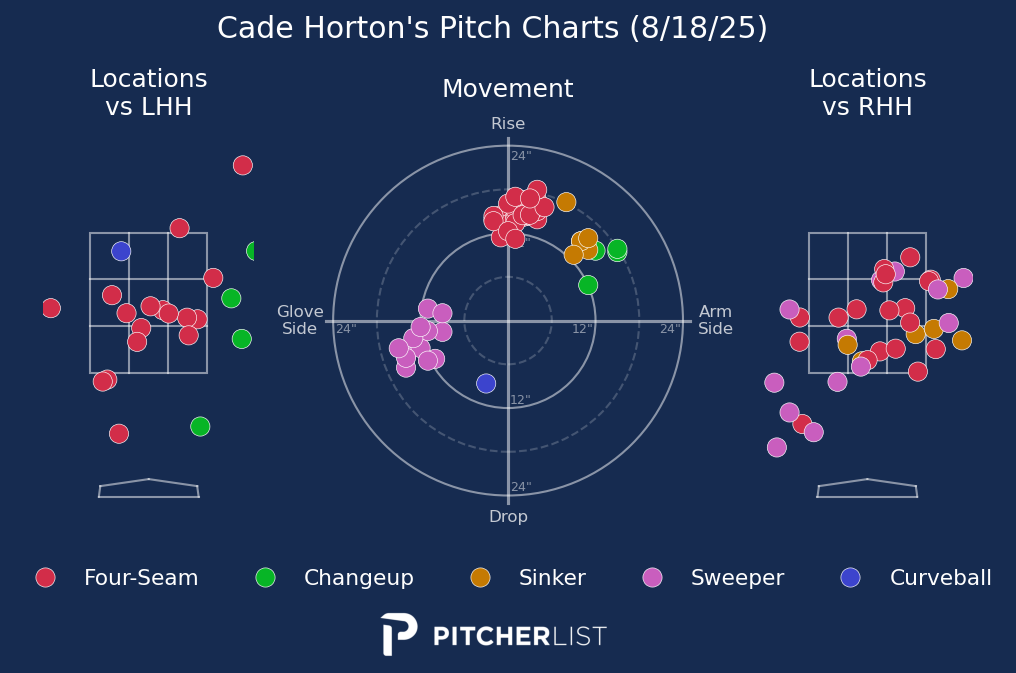 Cade Horton's Pitch Charts (8/18/25)
Locations
vs LHH
Movement
Locations
vs RHH
Rise
24"
Glove
Side
24"
12"
24"
Arm
Side
12"
24"
Drop
Four-Seam
Changeup
Sinker
Sweeper
Curveball
PITCHERLIST